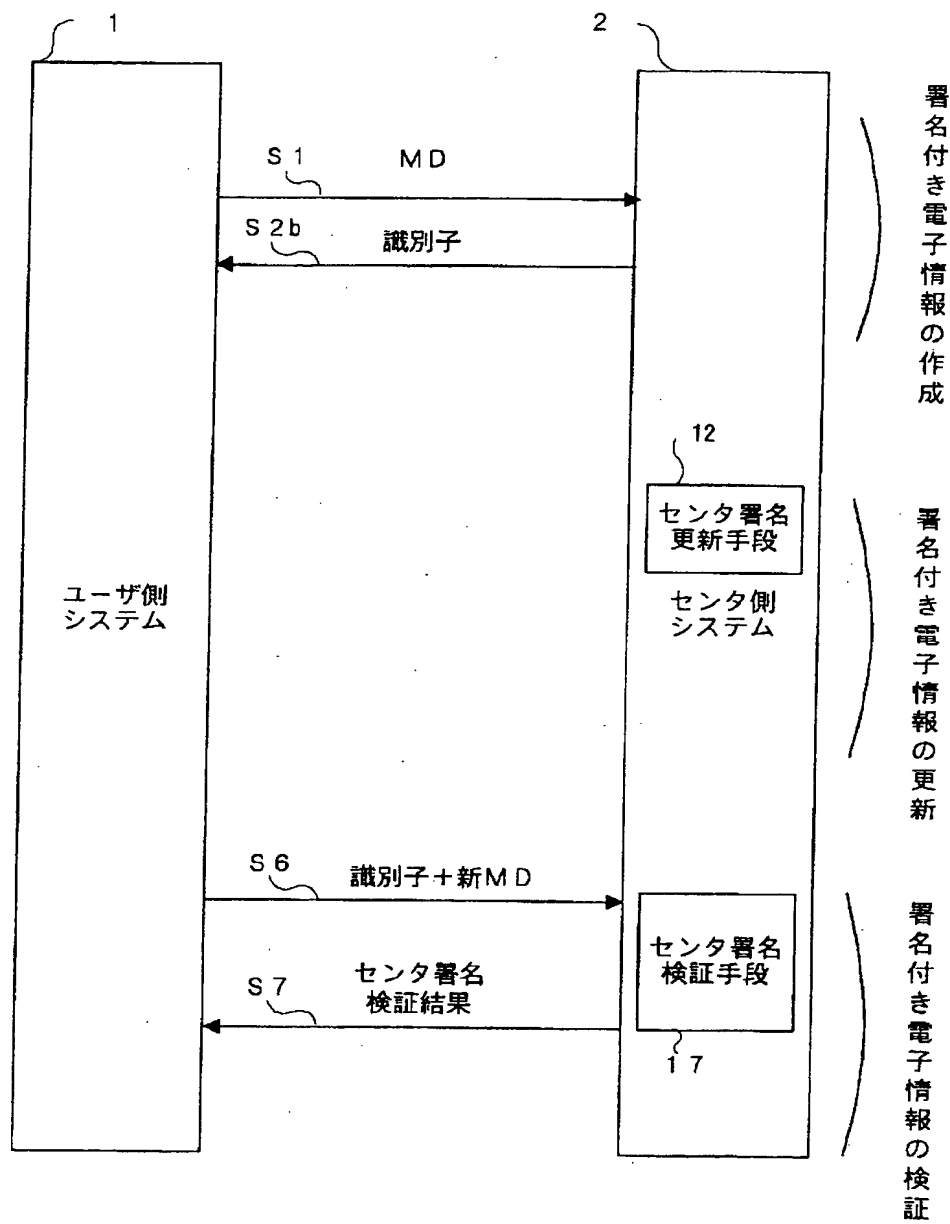 1
2
S1
MD
S2b
識別子
署名付き電子情報の作成
12
センタ署名
更新手段
ユーザ側
システム
センタ側
システム
署名付き電子情報の更新
S6
識別子+新MD
センタ署名
検証手段
S7
センタ署名
検証結果
17
署名付き電子情報の検証